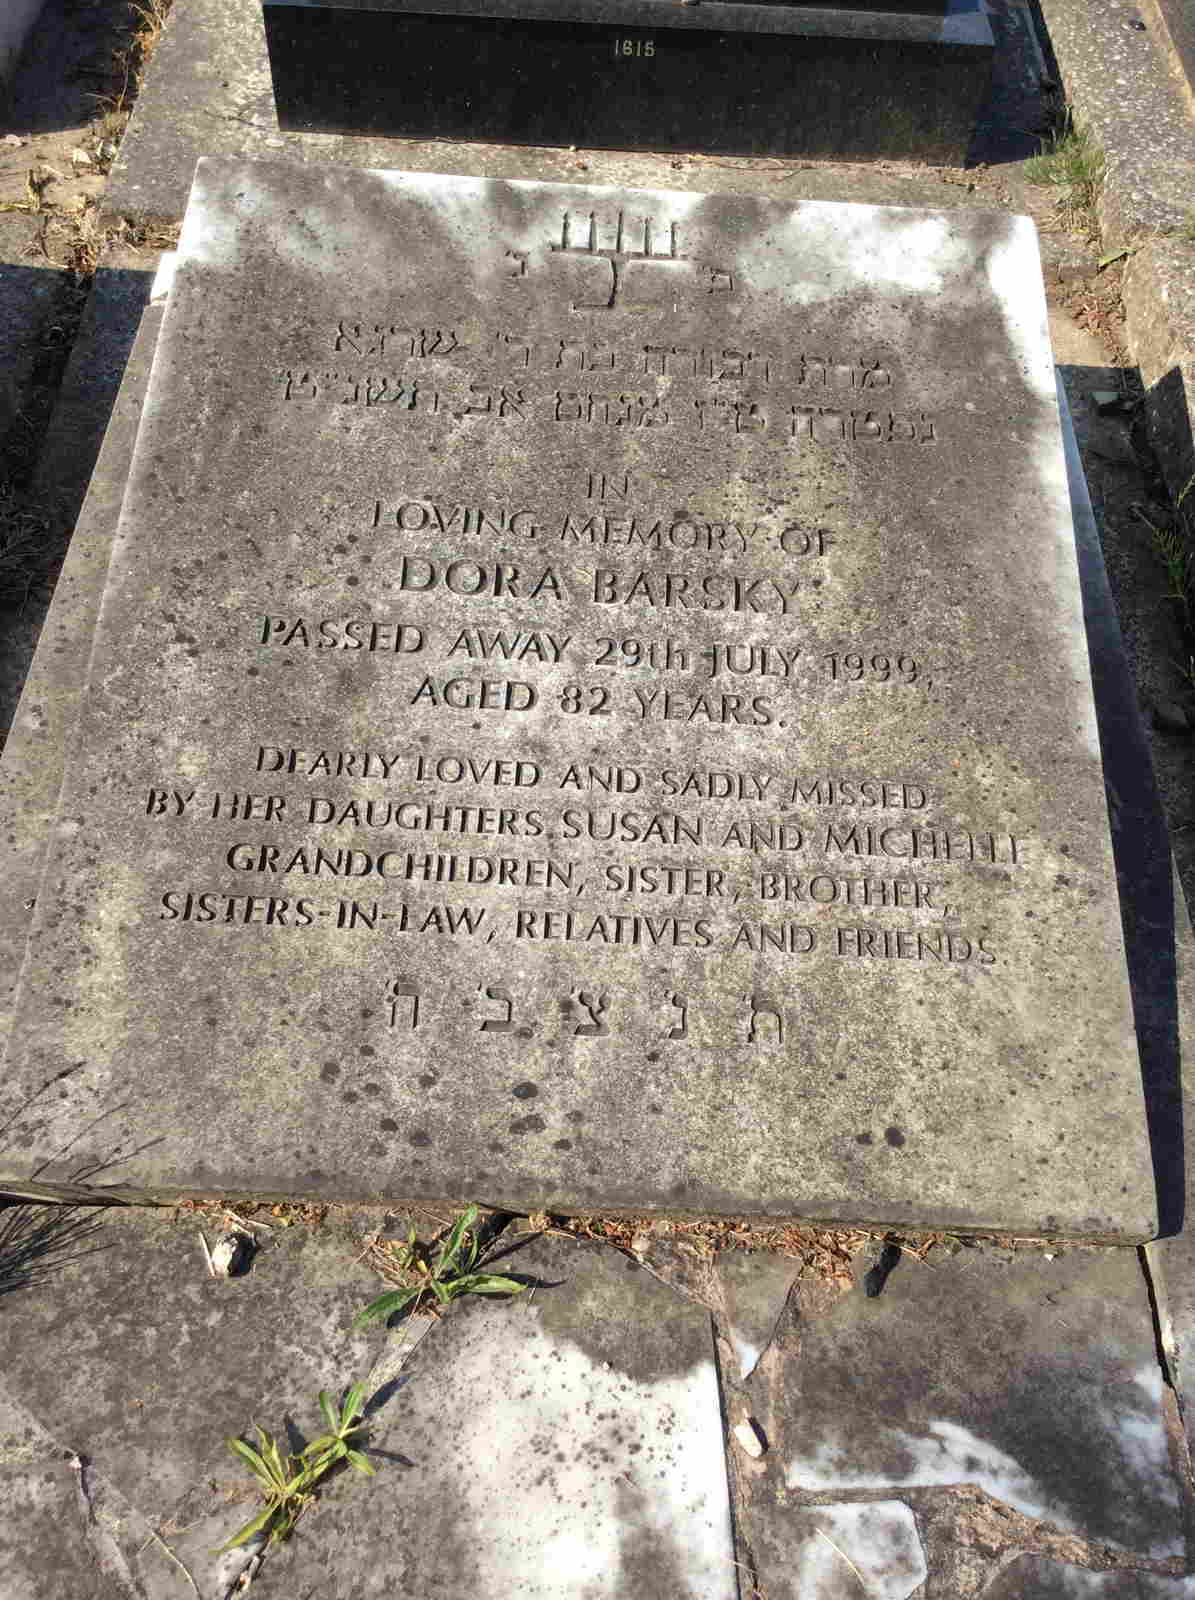 1615
פ נ
מרת דבורה בת ר' שרגא
נפטרה ט"ז מנחם אב תשנ"ט
IN
LOVING MEMORY OF
DORA BARSKY
PASSED AWAY 29th JULY 1999,
AGED 82 YEARS.
DEARLY LOVED AND SADLY MISSED
BY HER DAUGHTERS SUSAN AND MICHELLE
GRANDCHILDREN, SISTER, BROTHER,
SISTERS-IN-LAW, RELATIVES AND FRIENDS.
ת נ צ ב ה